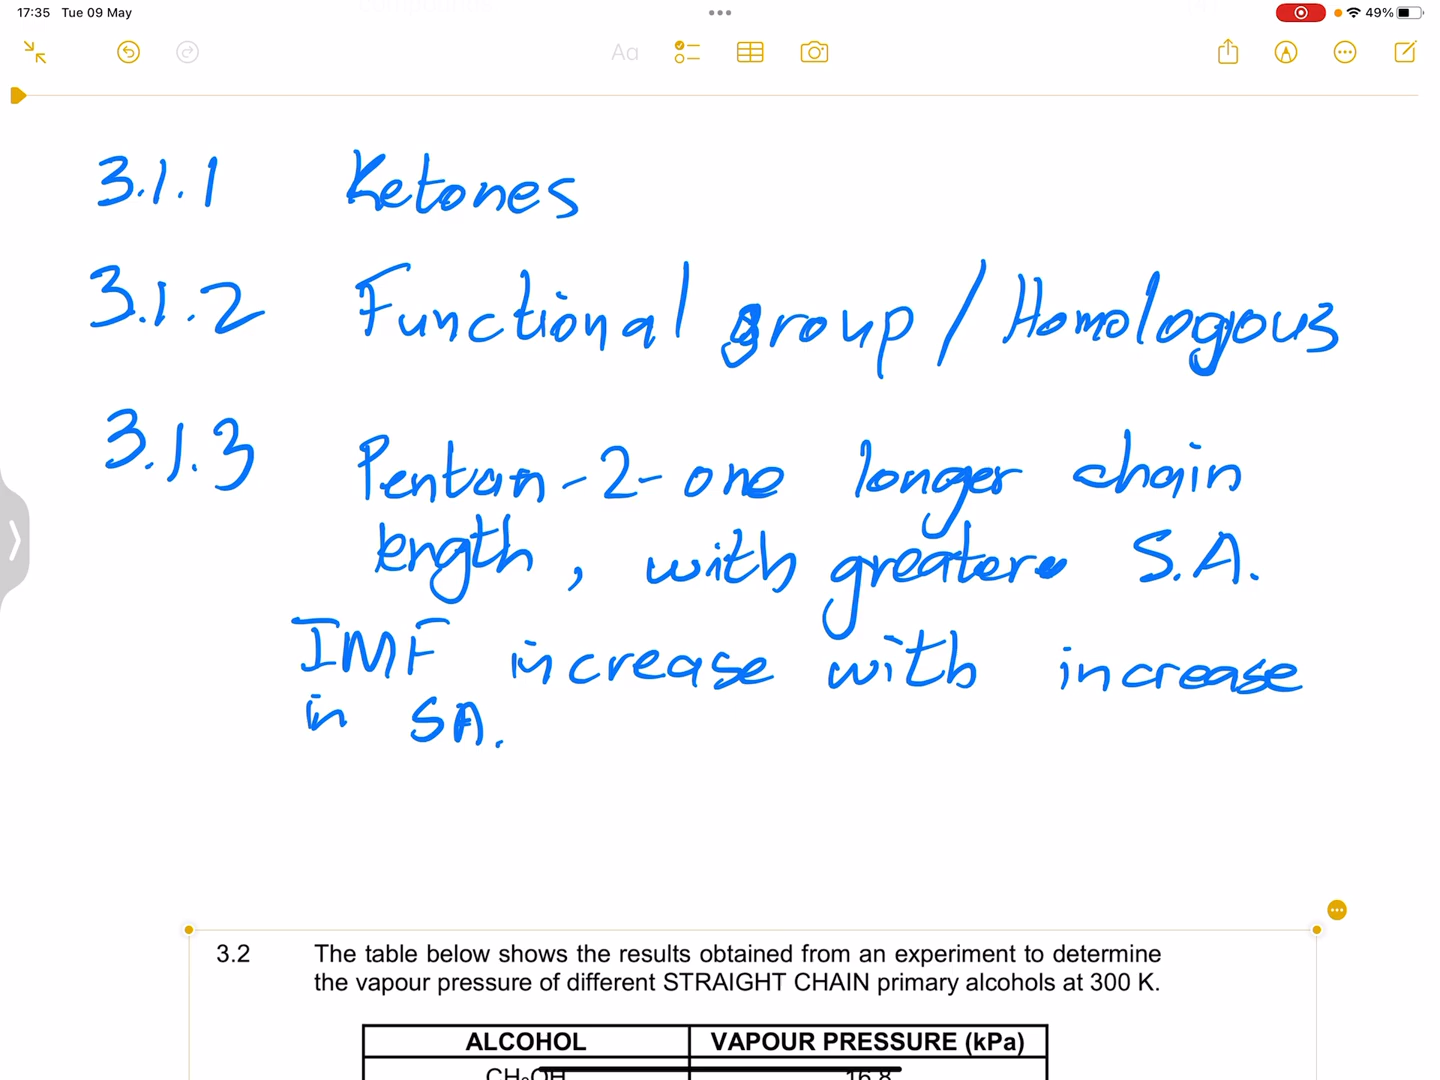 17:35 Tue 09 May
49%
Aa
3.1.1 Ketones
3.1.2 Functional group / Homologous
3.1.3 Pentan-2-one longer chain
length, with greater S.A.
IMF increase with increase
in SA.
3.2 The table below shows the results obtained from an experiment to determine
the vapour pressure of different STRAIGHT CHAIN primary alcohols at 300 K.
ALCOHOL VAPOUR PRESSURE (kPa)
CH₃OH 16,8